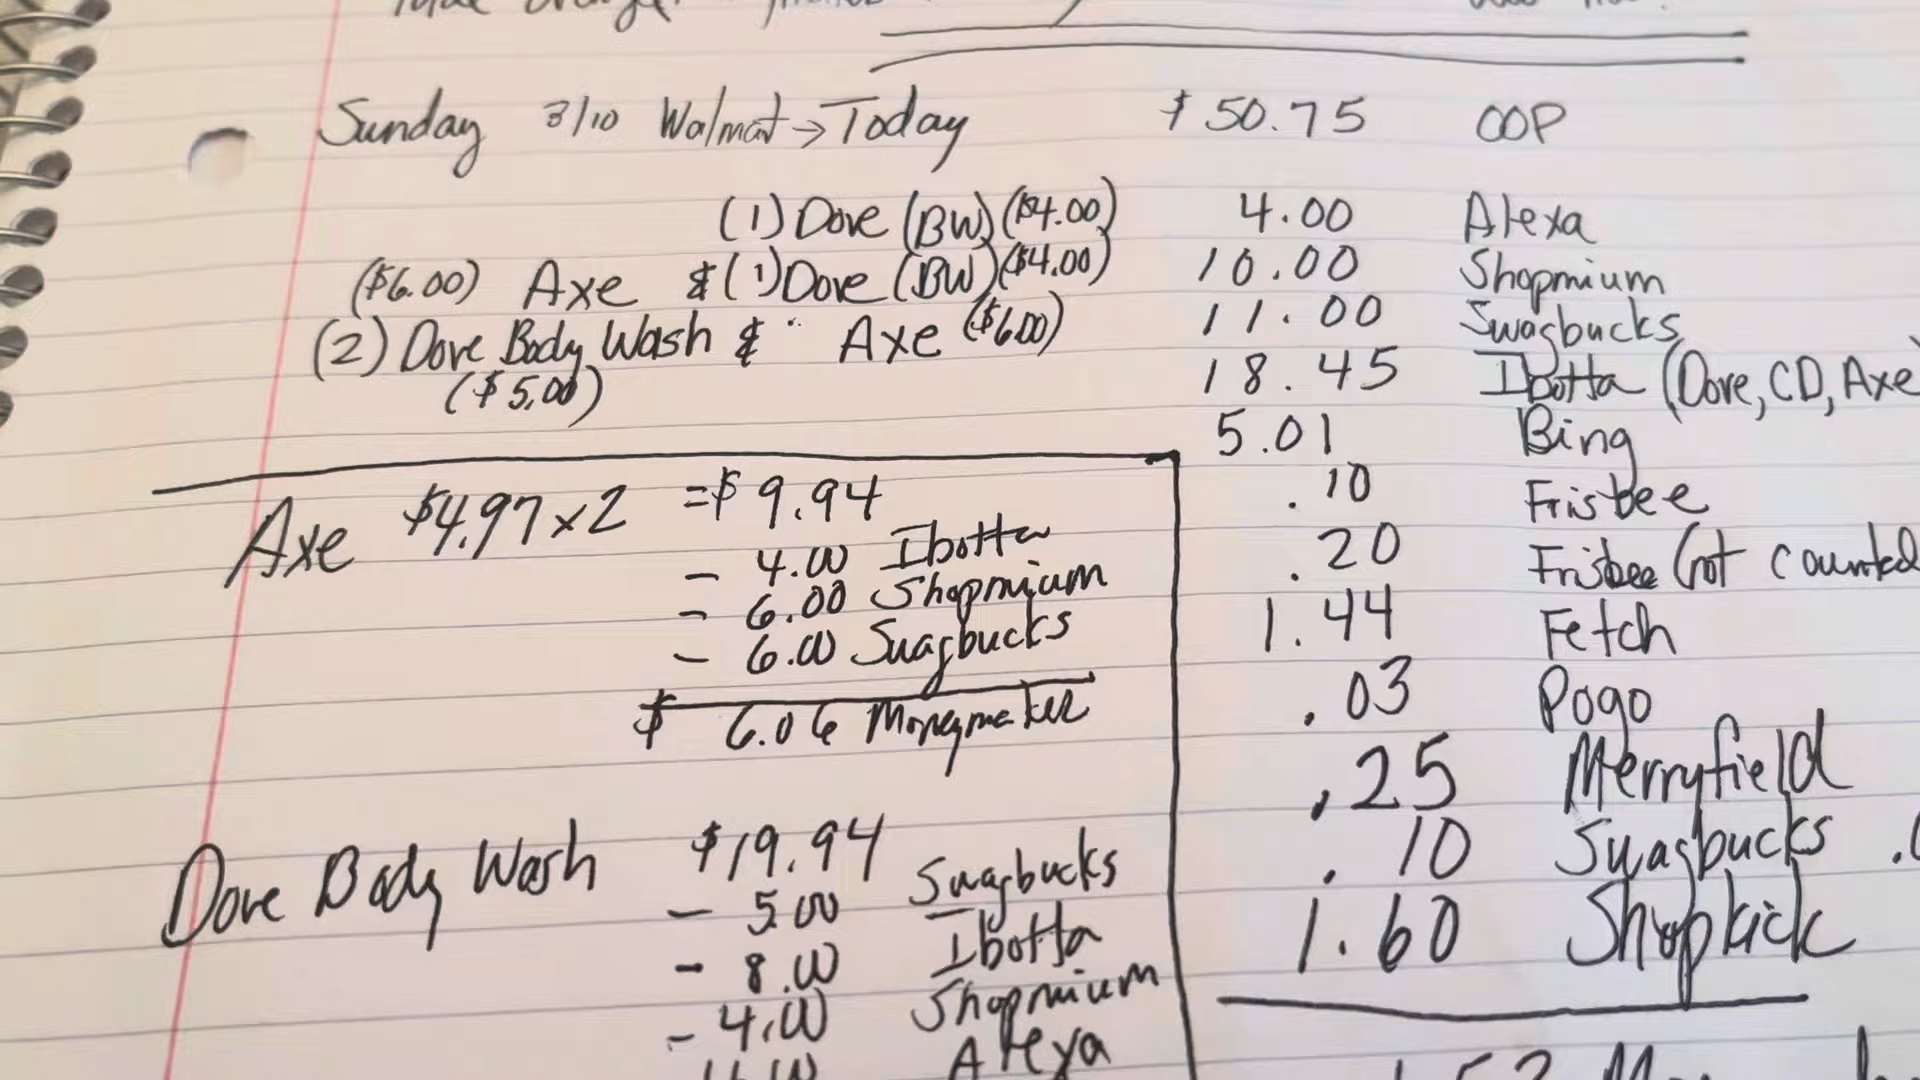 Sunday 3/10 Walmart → Today $50.75 OOP
(1) Dove (BW) ($4.00) 4.00 Alexa
($6.00) Axe & (1) Dove (BW) ($4.00) 10.00 Shopmium
(2) Dove Body Wash & Axe ($6.00) 11.00 Swagbucks
($5.00) 18.45 Ibotta (Dove, CD, Axe
5.01 Bing
Axe $4.97 x 2 = $9.94 .10 Frisbee
- 4.00 Ibotta .20 Frisbee (not counted
- 6.00 Shopmium 1.44 Fetch
- 6.00 Swagbucks .03 Pogo
$ 6.06 Moneymaker .25 Merryfield
Dove Body Wash $19.94 .10 Swagbucks
- 5.00 Swagbucks 1.60 Shopkick
- 8.00 Ibotta
- 4.00 Shopmium
Alexa